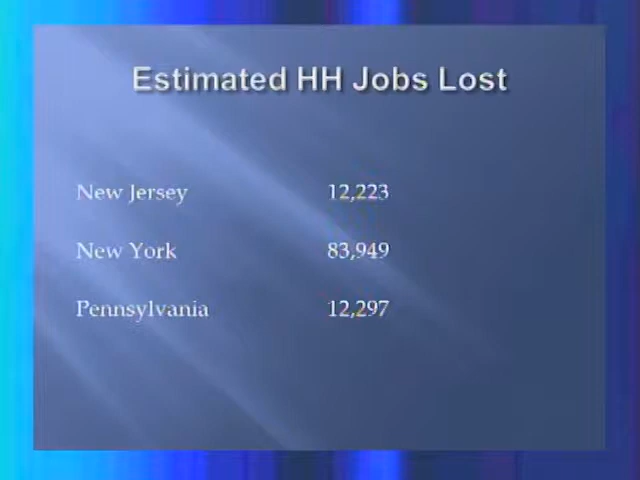 Estimated HH Jobs Lost
New Jersey 12,223
New York 83,949
Pennsylvania 12,297